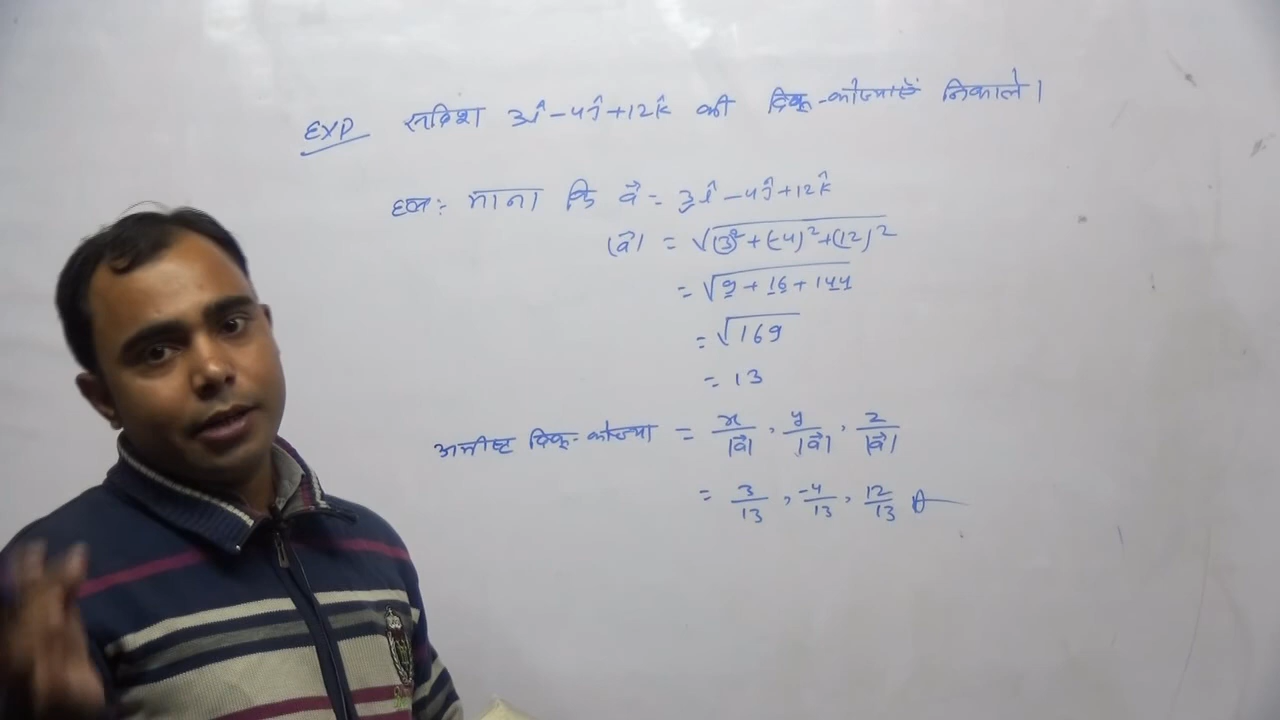 EXP सदिश 3î - 4ĵ + 12k̂ की दिक्-कोज्याएँ निकाले।
हल:- माना कि a⃗ = 3î - 4ĵ + 12k̂
|a⃗| = √(3)² + (-4)² + (12)²
= √9 + 16 + 144
= √169
= 13
अभीष्ट दिक्-कोज्या = x/|a⃗| , y/|a⃗| , z/|a⃗|
= 3/13 , -4/13 , 12/13